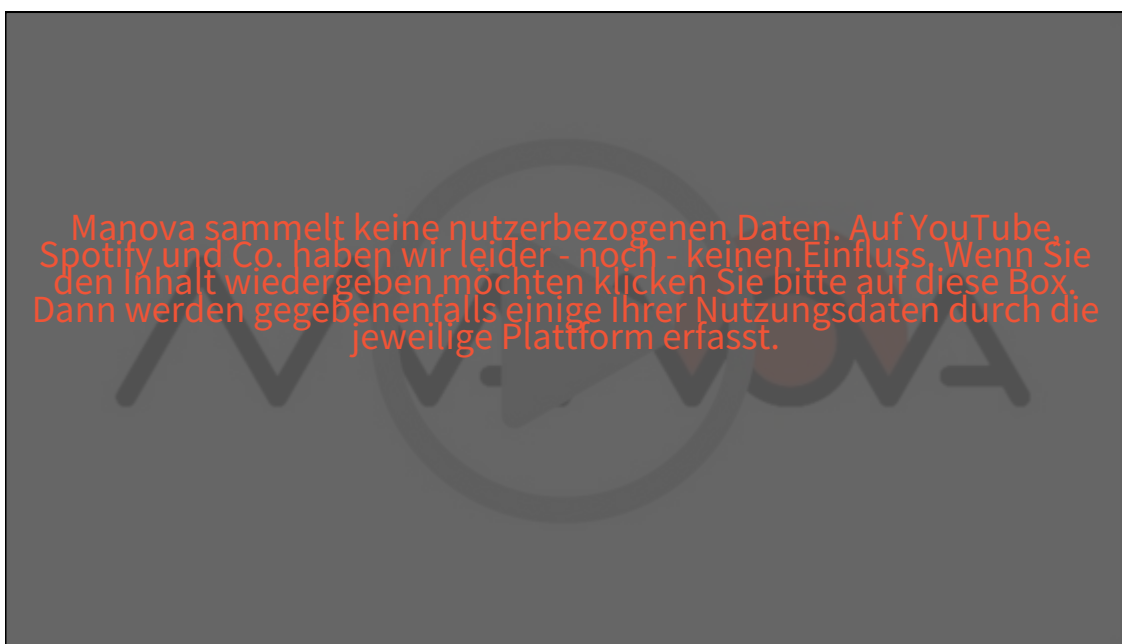 Manova sammelt keine nutzerbezogenen Daten. Auf YouTube,
Spotify und Co. haben wir leider - noch - keinen Einfluss. Wenn Sie
den Inhalt wiedergeben möchten klicken Sie bitte auf diese Box.
Dann werden gegebenenfalls einige Ihrer Nutzungsdaten durch die
jeweilige Plattform erfasst.
MANOVA